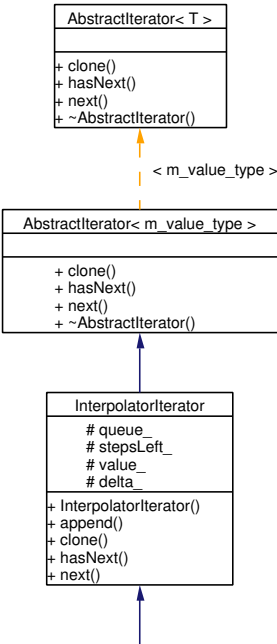 AbstractIterator< T >
+ clone()
+ hasNext()
+ next()
+ ~AbstractIterator()
< m_value_type >
AbstractIterator< m_value_type >
+ clone()
+ hasNext()
+ next()
+ ~AbstractIterator()
InterpolatorIterator
# queue_
# stepsLeft_
# value_
# delta_
+ InterpolatorIterator()
+ append()
+ clone()
+ hasNext()
+ next()